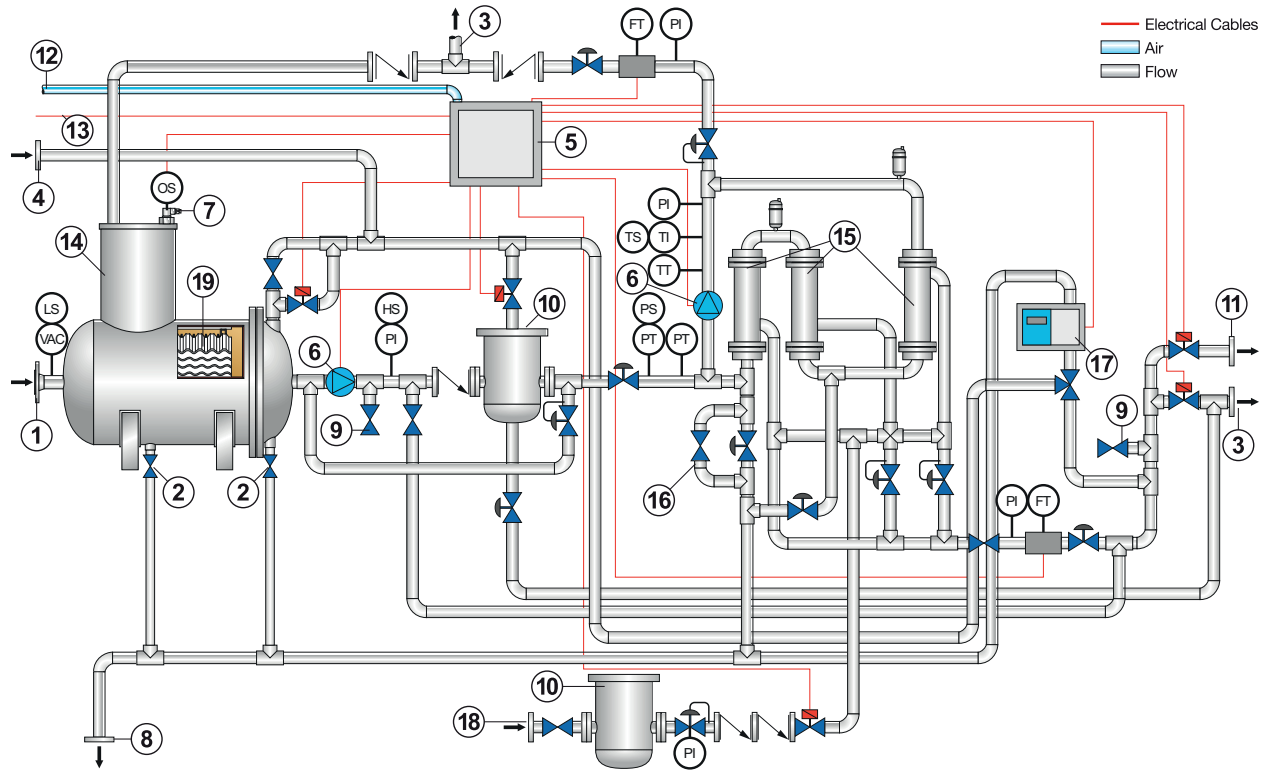 3
FT
PI
Electrical Cables
Air
Flow
12
13
5
4
OS
7
14
19
PI
TS
TI
TT
6
15
LS
VAC
HS
PI
10
PS
PT
PT
17
11
1
6
9
9
3
2
2
16
PI
FT
10
18
8
PI